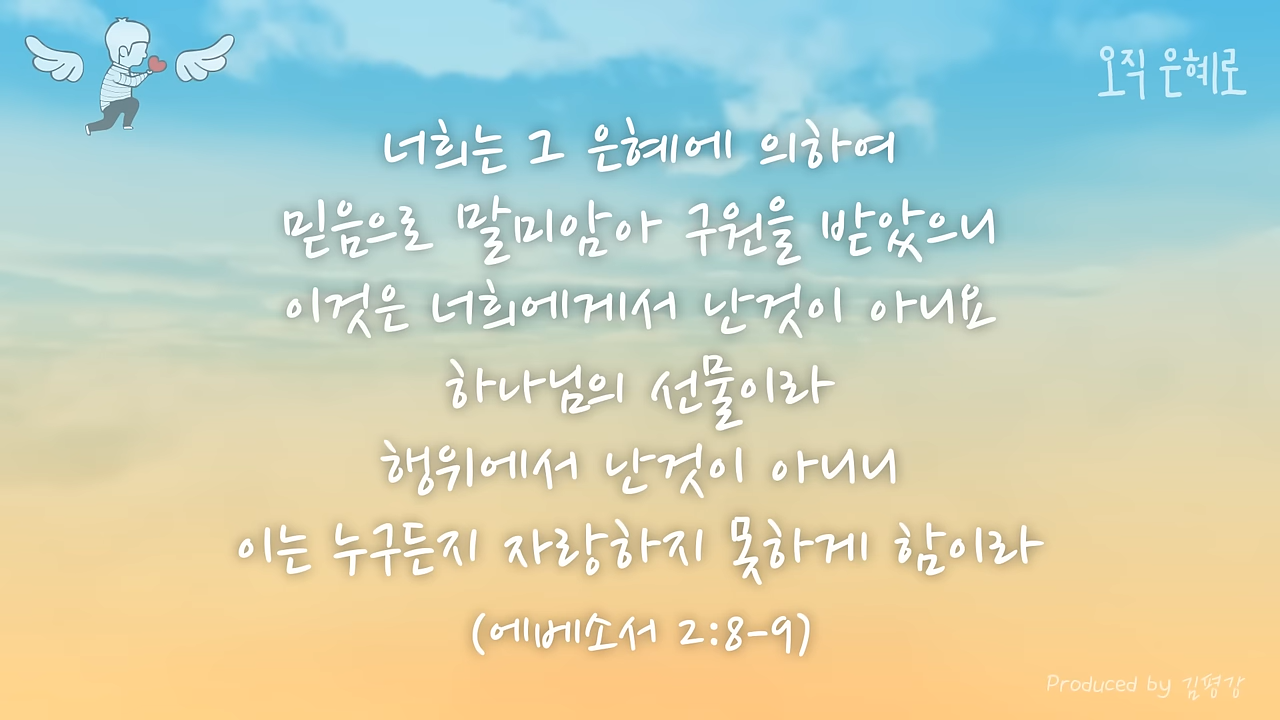 오직 은혜로
너희는 그 은혜에 의하여
믿음으로 말미암아 구원을 받았으니
이것은 너희에게서 난것이 아니요
하나님의 선물이라
행위에서 난것이 아니니
이는 누구든지 자랑하지 못하게 함이라
(에베소서 2:8-9)
Produced by 김평강